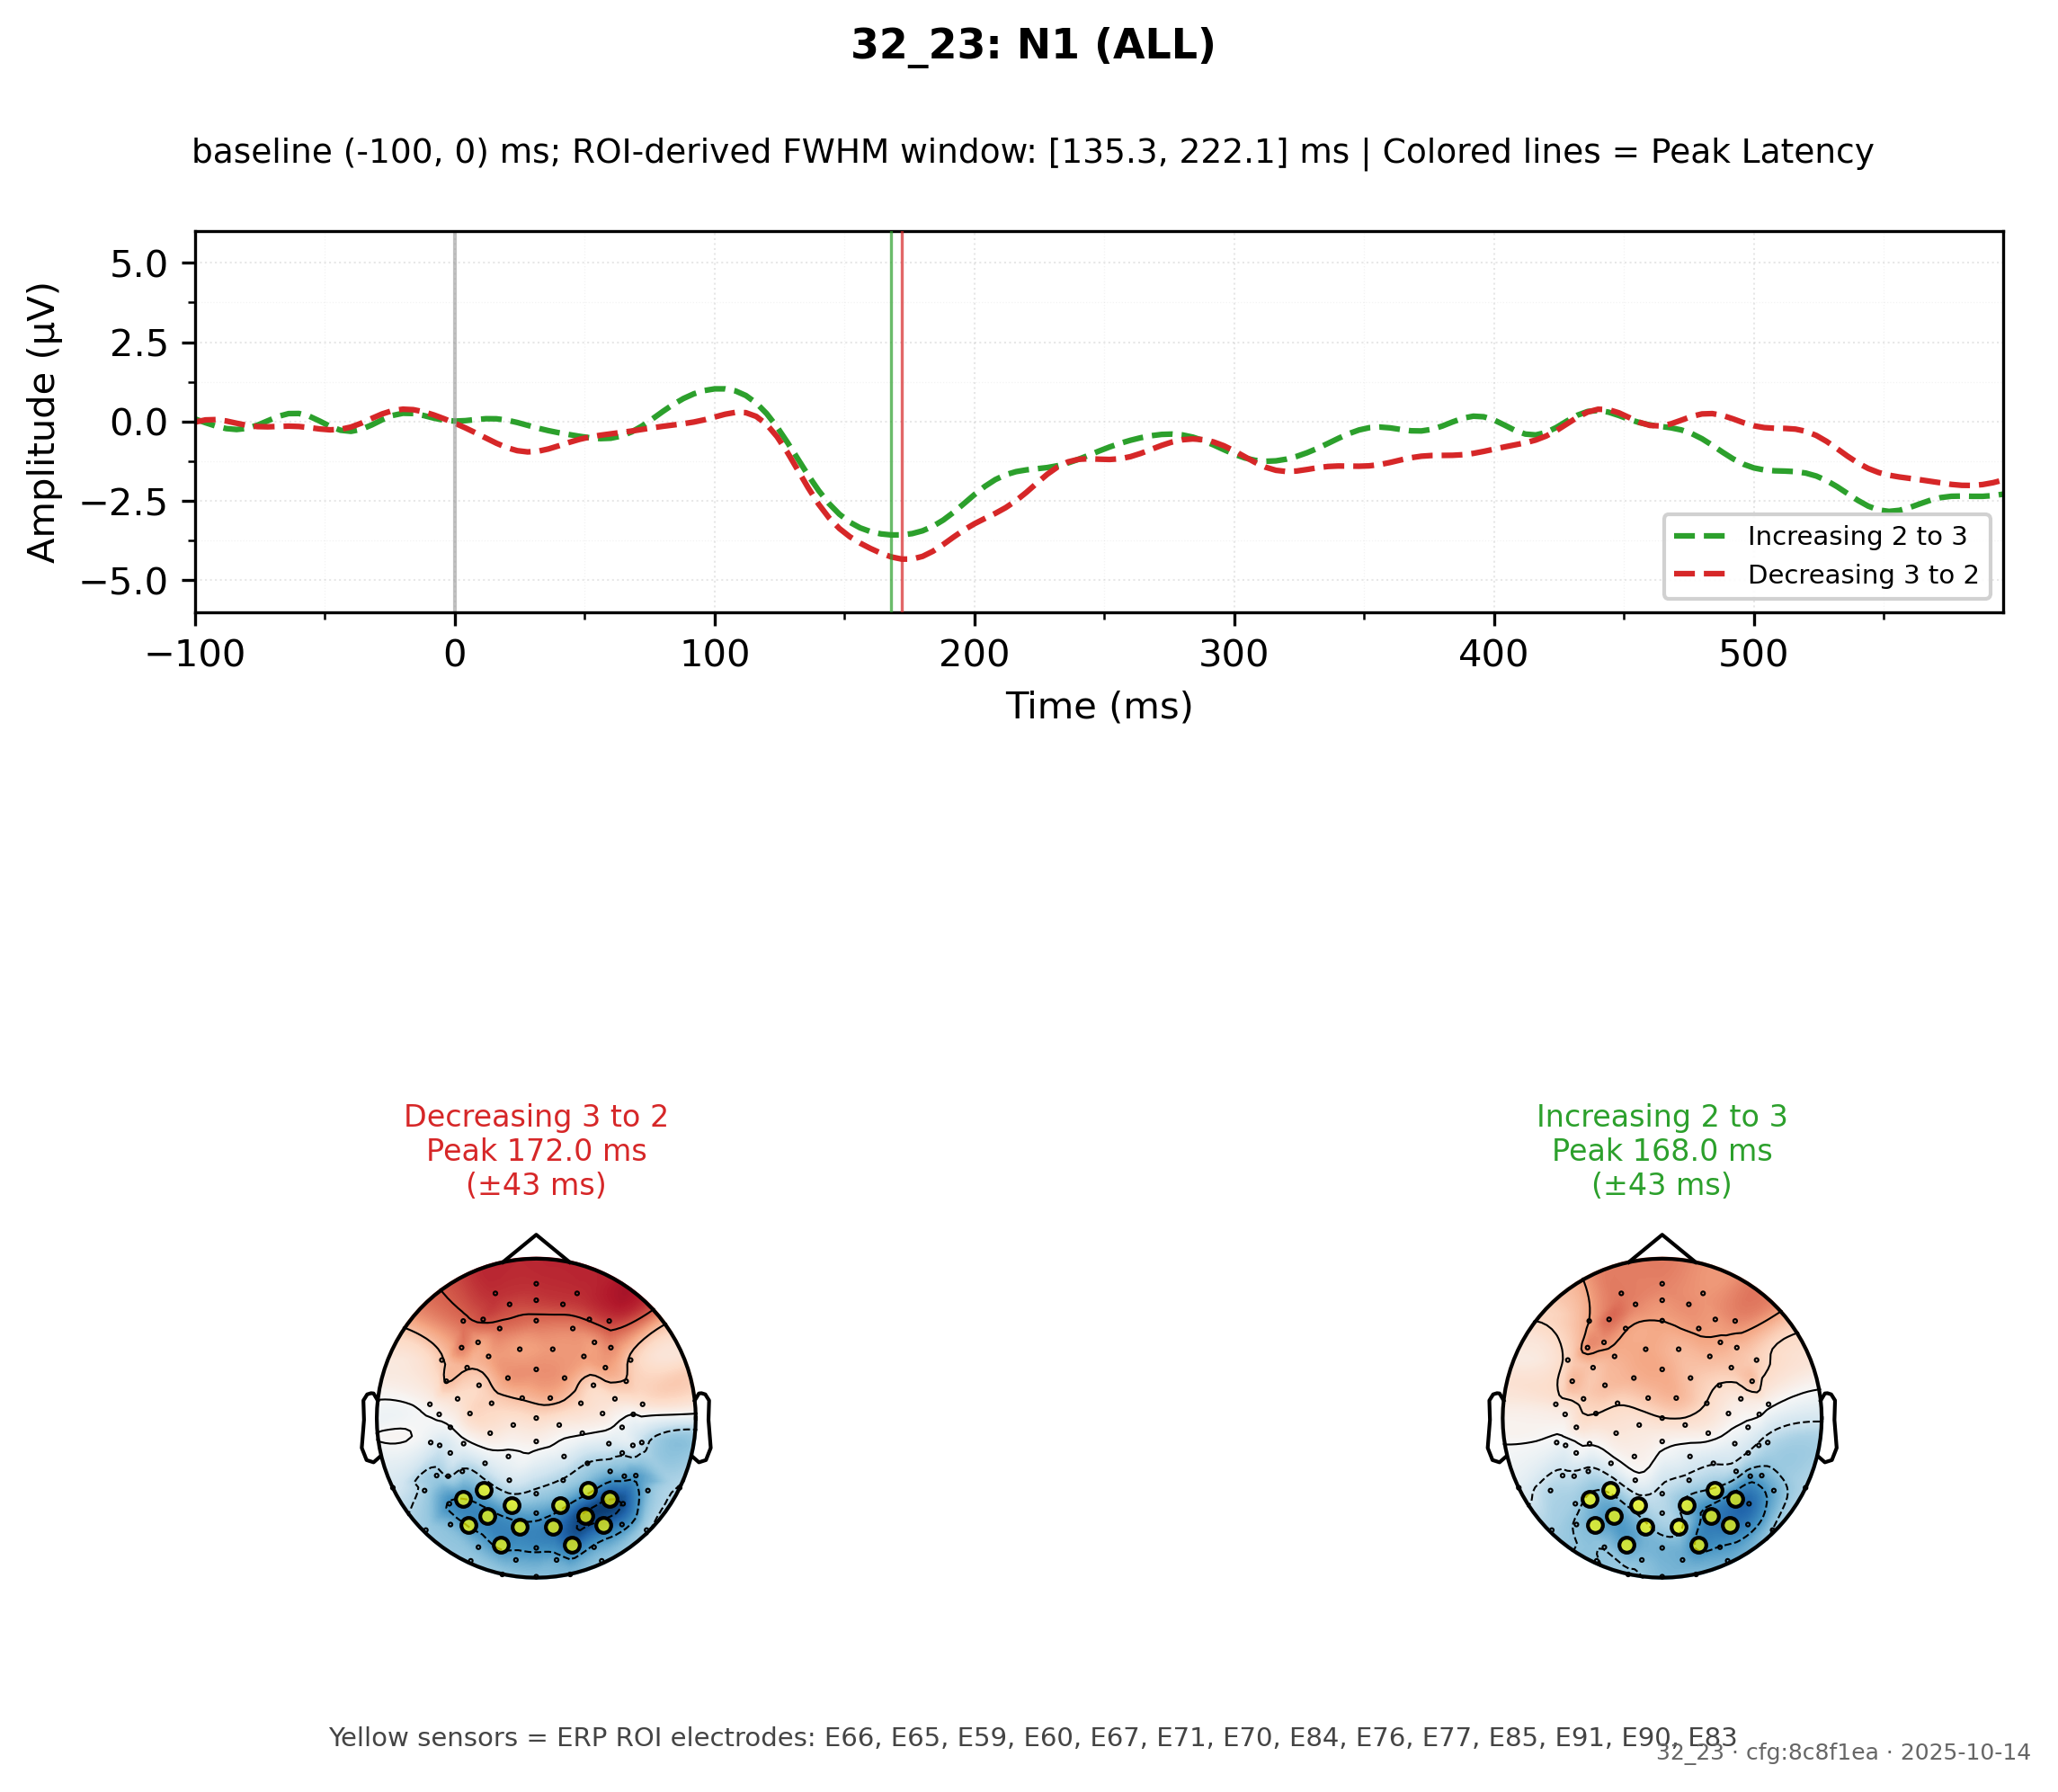 32_23: N1 (ALL)
baseline (-100, 0) ms; ROI-derived FWHM window: [135.3, 222.1] ms | Colored lines = Peak Latency
Amplitude (µV)
5.0
2.5
0.0
−2.5
−5.0
Increasing 2 to 3
Decreasing 3 to 2
−100 0 100 200 300 400 500
Time (ms)
Decreasing 3 to 2
Peak 172.0 ms
(±43 ms)
Increasing 2 to 3
Peak 168.0 ms
(±43 ms)
Yellow sensors = ERP ROI electrodes: E66, E65, E59, E60, E67, E71, E70, E84, E76, E77, E85, E91, E90, E83
32_23 · cfg:8c8f1ea · 2025-10-14